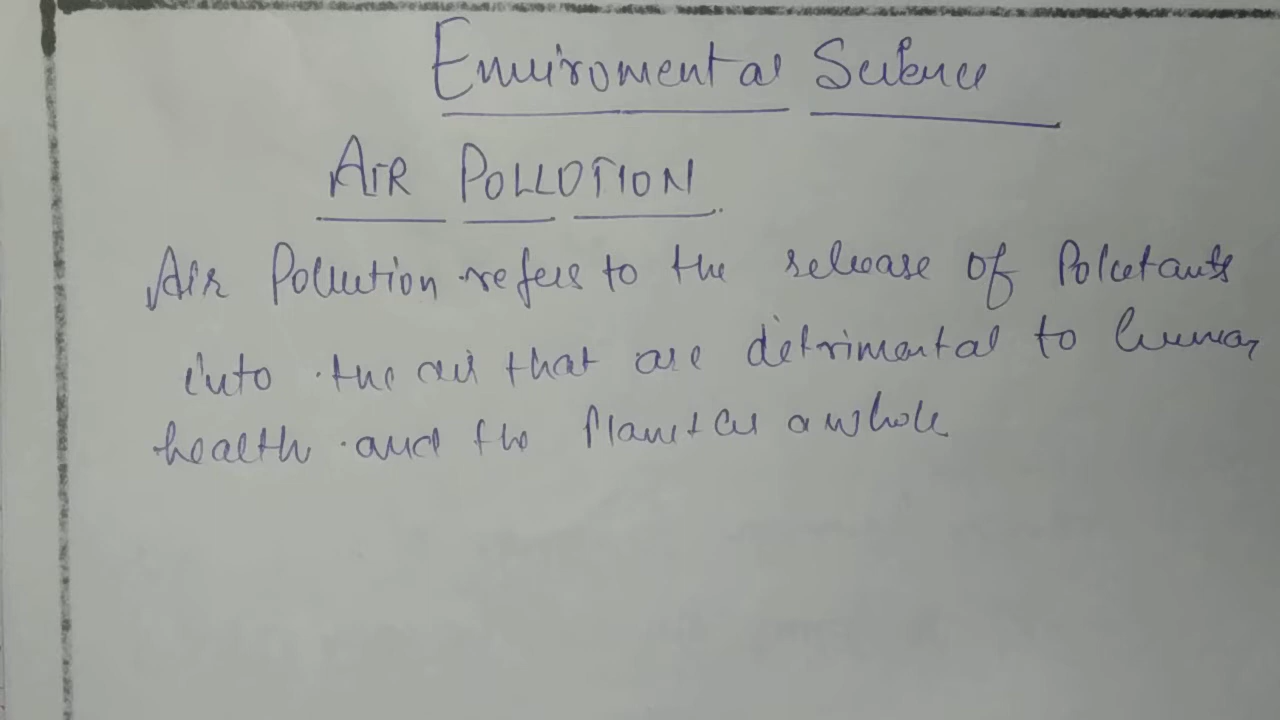 Enviromental Science
AIR POLLUTION
Air Pollution refers to the release of Pollutants
into the air that are detrimental to human
health and the Planet as a whole